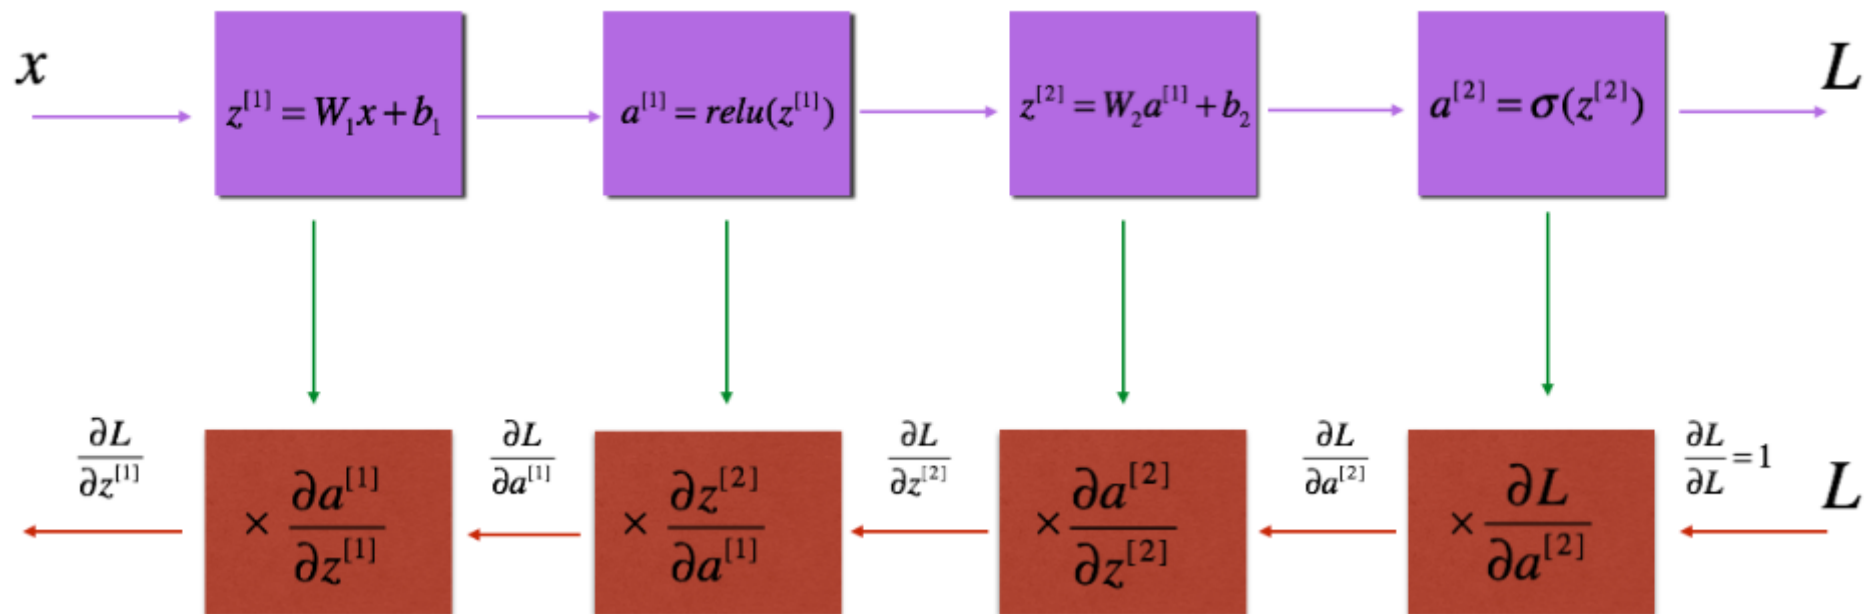 x
z^{[1]} = W_1x + b_1
a^{[1]} = relu(z^{[1]})
z^{[2]} = W_2a^{[1]} + b_2
a^{[2]} = σ(z^{[2]})
L
∂L/∂z^{[1]}
× ∂a^{[1]}/∂z^{[1]}
∂L/∂a^{[1]}
× ∂z^{[2]}/∂a^{[1]}
∂L/∂z^{[2]}
× ∂a^{[2]}/∂z^{[2]}
∂L/∂a^{[2]}
× ∂L/∂a^{[2]}
∂L/∂L = 1
L